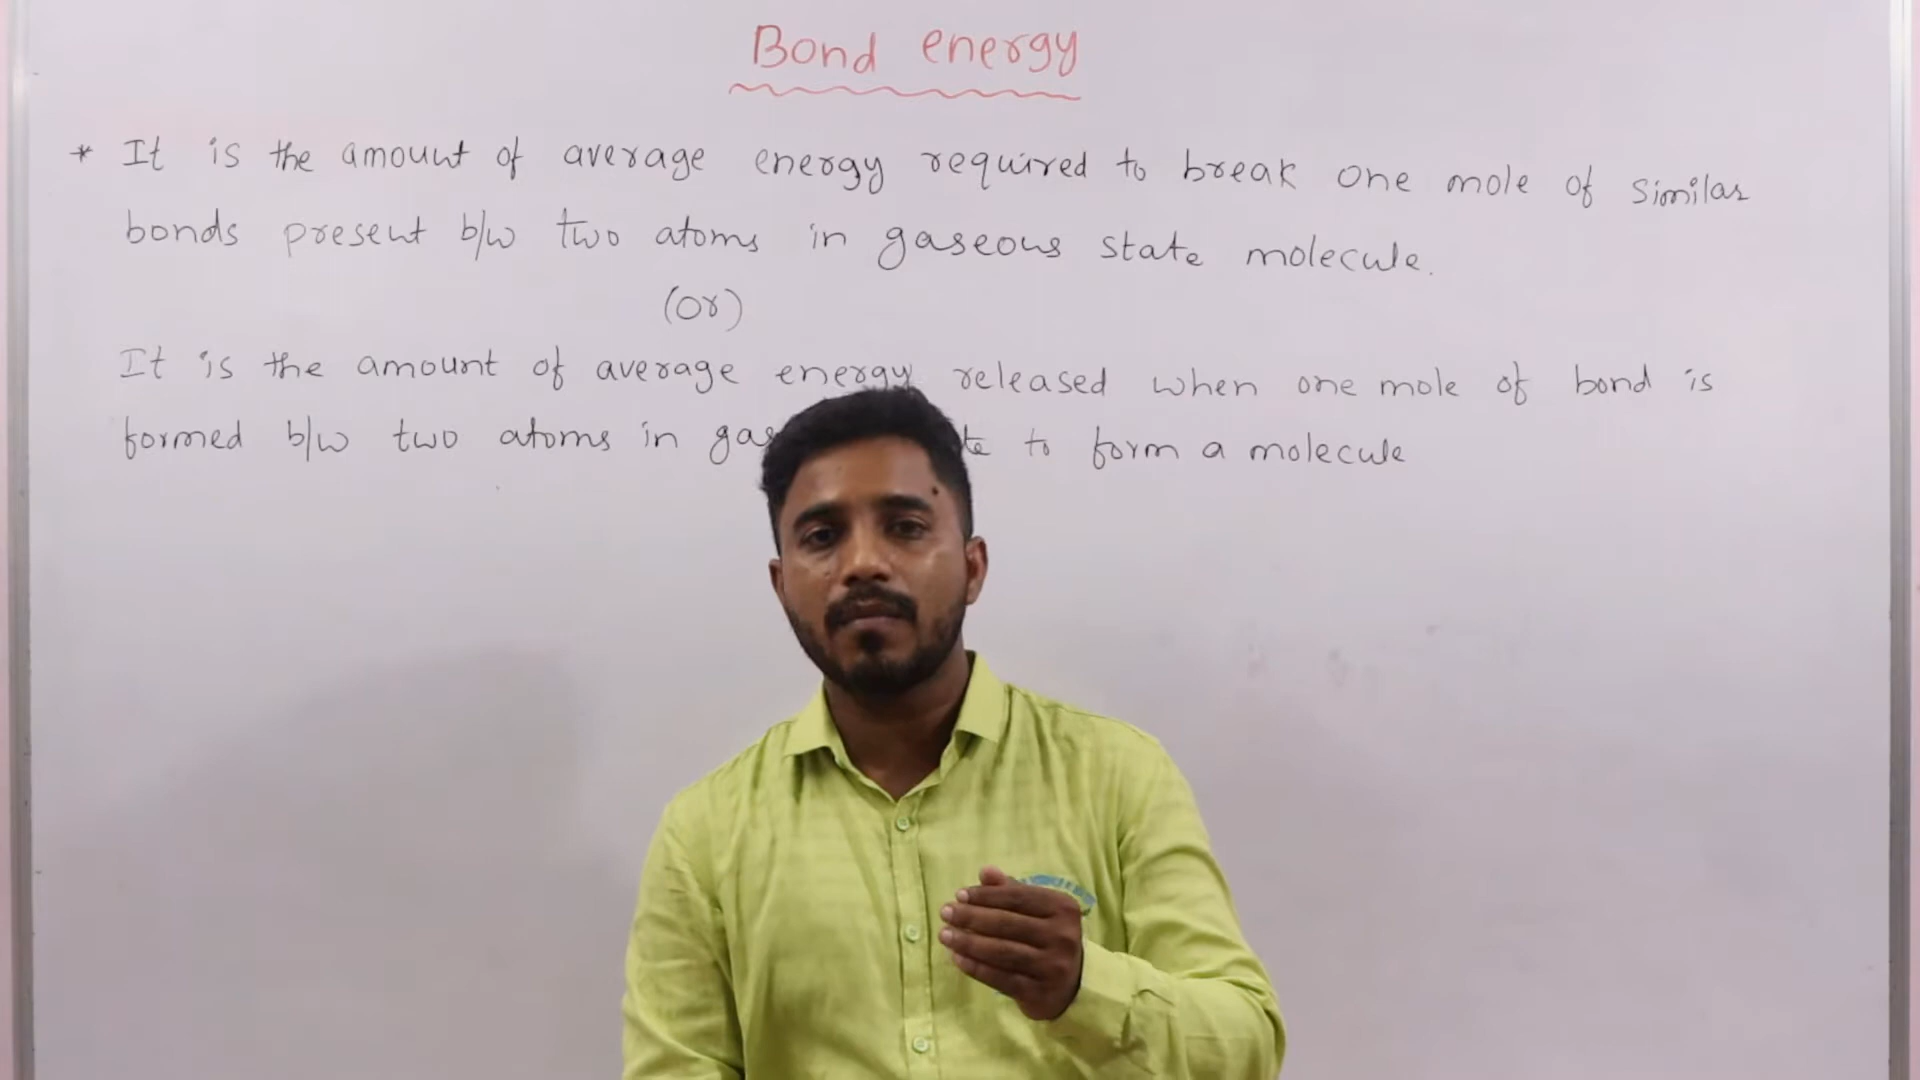 Bond energy
* It is the amount of average energy required to break one mole of similar
bonds present b/w two atoms in gaseous state molecule.
(or)
It is the amount of average energy released when one mole of bond is
formed b/w two atoms in to form a molecule